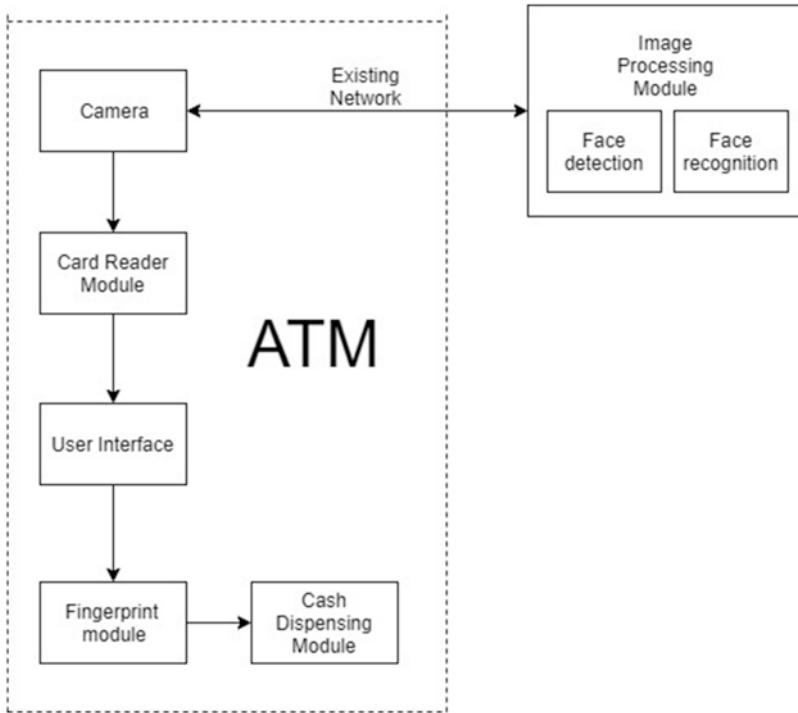 Image
Processing
Module
Existing
Network
Camera
Face
detection
Face
recognition
Card Reader
Module
ATM
User Interface
Fingerprint
module
Cash
Dispensing
Module